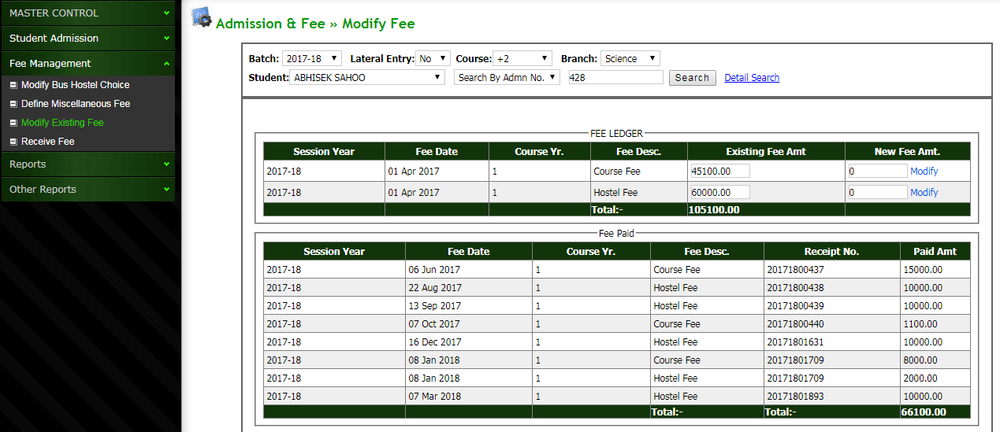 MASTER CONTROL
Student Admission
Fee Management
Modify Bus Hostel Choice
Define Miscellaneous Fee
Modify Existing Fee
Receive Fee
Reports
Other Reports
Admission & Fee » Modify Fee
Batch: 2017-18 Lateral Entry: No Course: +2 Branch: Science
Student: ABHISEK SAHOO Search By Admn No. 428 Search Detail Search
FEE LEDGER
Session Year Fee Date Course Yr. Fee Desc. Existing Fee Amt New Fee Amt.
2017-18 01 Apr 2017 1 Course Fee 45100.00 0 Modify
2017-18 01 Apr 2017 1 Hostel Fee 60000.00 0 Modify
Total:- 105100.00
Fee Paid
Session Year Fee Date Course Yr. Fee Desc. Receipt No. Paid Amt
2017-18 06 Jun 2017 1 Course Fee 20171800437 15000.00
2017-18 22 Aug 2017 1 Hostel Fee 20171800438 10000.00
2017-18 13 Sep 2017 1 Hostel Fee 20171800439 10000.00
2017-18 07 Oct 2017 1 Course Fee 20171800440 1100.00
2017-18 16 Dec 2017 1 Hostel Fee 20171801631 10000.00
2017-18 08 Jan 2018 1 Course Fee 20171801709 8000.00
2017-18 08 Jan 2018 1 Hostel Fee 20171801709 2000.00
2017-18 07 Mar 2018 1 Hostel Fee 20171801893 10000.00
Total:- Total:- 66100.00